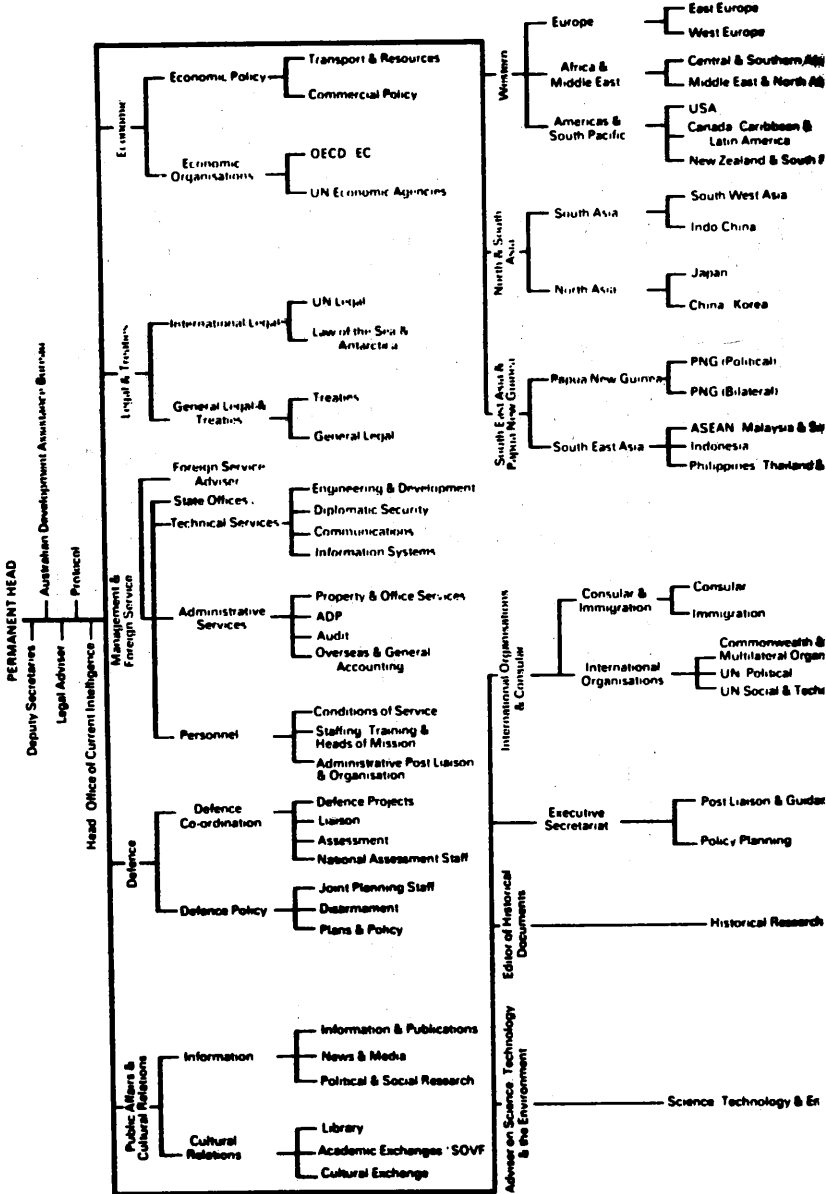 PERMANENT HEAD
Deputy Secretaries
Australian Development Assistance Bureau
Legal Adviser
Protocol
Head Office of Current Intelligence
Economic
Economic Policy
Transport & Resources
Commercial Policy
Economic
Organisations
OECD EC
UN Economic Agencies
Legal & Treaties
International Legal
UN Legal
Law of the Sea &
Antarctica
General Legal &
Treaties
Treaties
General Legal
Management &
Foreign Service
Foreign Service
Adviser
State Offices
Technical Services
Engineering & Development
Diplomatic Security
Communications
Information Systems
Administrative
Services
Property & Office Services
ADP
Audit
Overseas & General
Accounting
Personnel
Conditions of Service
Staffing Training &
Heads of Mission
Administrative Post Liaison
& Organisation
Defence
Defence
Co-ordination
Defence Projects
Liaison
Assessment
National Assessment Staff
Defence Policy
Joint Planning Staff
Disarmament
Plans & Policy
Public Affairs &
Cultural Relations
Information
Information & Publications
News & Media
Political & Social Research
Cultural
Relations
Library
Academic Exchanges
Cultural Exchange
Western
Europe
East Europe
West Europe
Africa &
Middle East
Central & Southern
Middle East & North
Americas &
South Pacific
USA
Canada Caribbean &
Latin America
New Zealand & South
North & South
Asia
South Asia
South West Asia
Indo China
North Asia
Japan
China Korea
South East Asia &
Papua New Guinea
Papua New Guinea
PNG (Political)
PNG (Bilateral)
South East Asia
ASEAN Malaysia &
Indonesia
Philippines Thailand &
International Organisations
& Consular
Consular &
Immigration
Consular
Immigration
International
Organisations
Commonwealth &
Multilateral Organ
UN Political
UN Social &
Executive
Secretariat
Post Liaison &
Policy Planning
Editor of Historical
Documents
Historical Research
Adviser on Science, Technology
& the Environment
Science Technology &